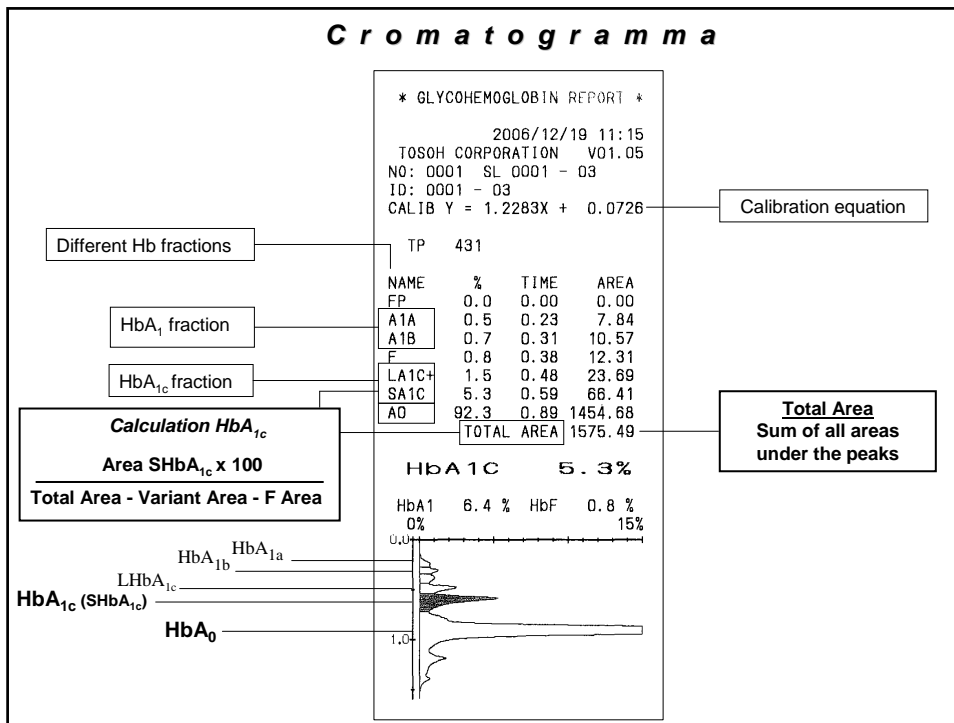 Cromatogramma
* GLYCOHEMOGLOBIN REPORT *
2006/12/19 11:15
TOSOH CORPORATION V01.05
NO: 0001 SL 0001 - 03
ID: 0001 - 03
CALIB Y = 1.2283X + 0.0726
Calibration equation
Different Hb fractions
TP 431
NAME % TIME AREA
FP 0.0 0.00 0.00
HbA1 fraction
A1A 0.5 0.23 7.84
A1B 0.7 0.31 10.57
F 0.8 0.38 12.31
HbA1c fraction
LA1C+ 1.5 0.48 23.69
SA1C 5.3 0.59 66.41
A0 92.3 0.89 1454.68
TOTAL AREA 1575.49
Calculation HbA1c
Area SHbA1c x 100
Total Area - Variant Area - F Area
Total Area
Sum of all areas
under the peaks
HbA1C 5.3%
HbA1 6.4 % HbF 0.8 %
0% 15%
0.0
HbA1a
HbA1b
LHbA1c
HbA1c (SHbA1c)
HbA0
1.0